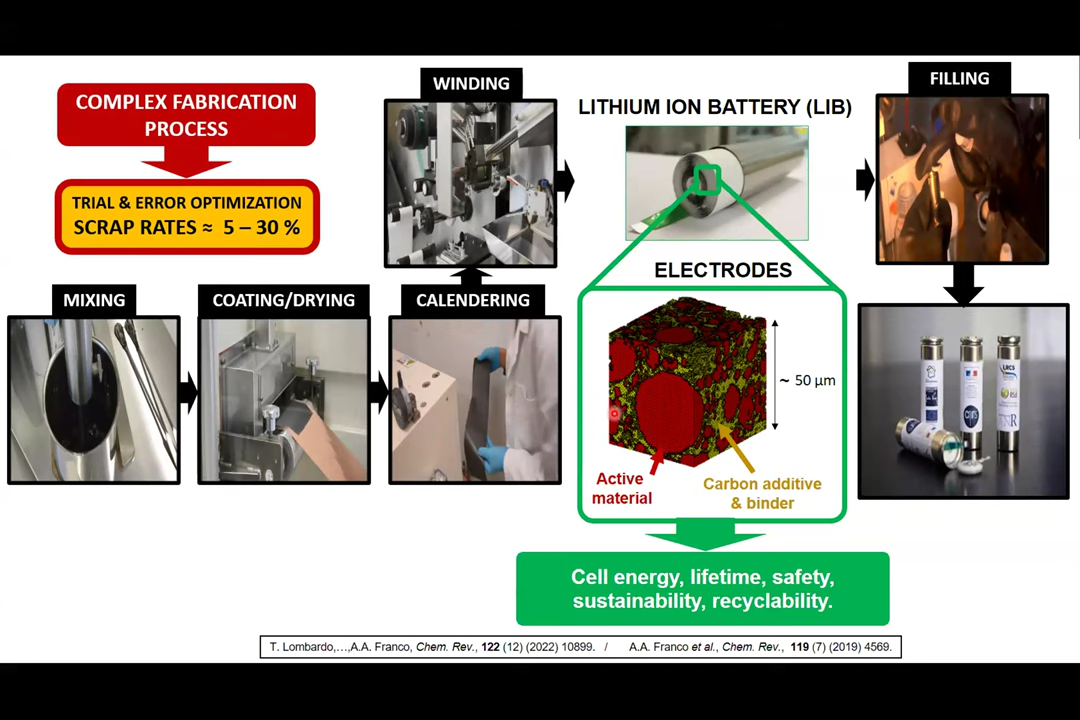 COMPLEX FABRICATION
PROCESS
TRIAL & ERROR OPTIMIZATION
SCRAP RATES ≈ 5 – 30 %
WINDING
LITHIUM ION BATTERY (LIB)
FILLING
MIXING
COATING/DRYING
CALENDERING
ELECTRODES
~ 50 µm
Active
material
Carbon additive
& binder
LRCS
cnrs
Cell energy, lifetime, safety,
sustainability, recyclability.
T. Lombardo,…,A.A. Franco, Chem. Rev., 122 (12) (2022) 10899. / A.A. Franco et al., Chem. Rev., 119 (7) (2019) 4569.